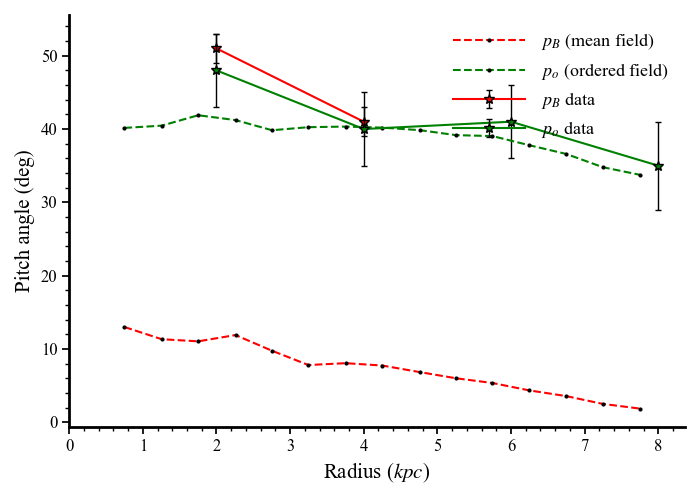 50
40
30
20
10
0
Pitch angle (deg)
0 1 2 3 4 5 6 7 8
Radius (kpc)
p_B (mean field)
p_o (ordered field)
p_B data
p_o data